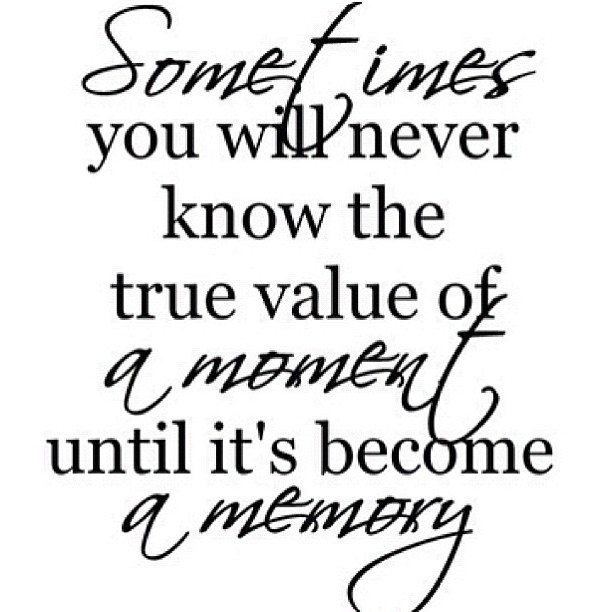 Sometimes
you will never
know the
true value of
a moment
until it's become
a memory